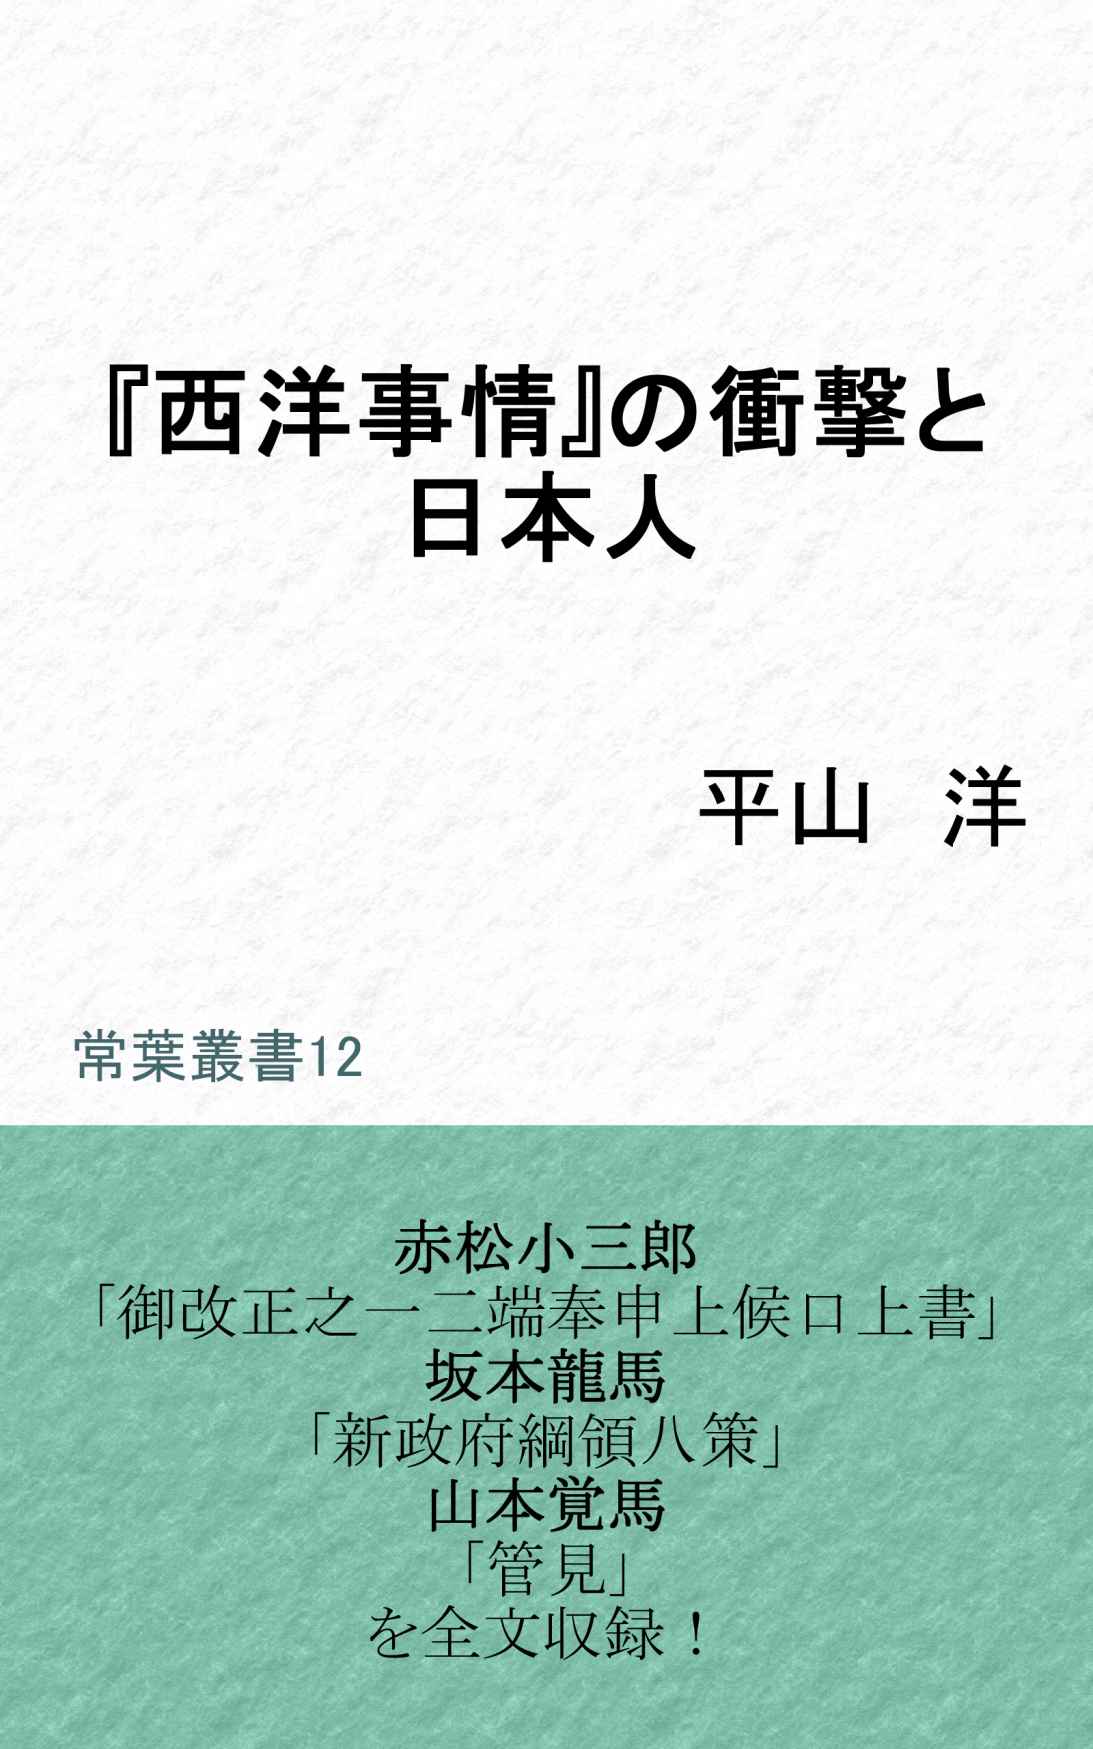 『西洋事情』の衝撃と
日本人
平山　洋
常葉叢書12
赤松小三郎
「御改正之一二端奉申上候口上書」
坂本龍馬
「新政府綱領八策」
山本覚馬
「管見」
を全文収録！